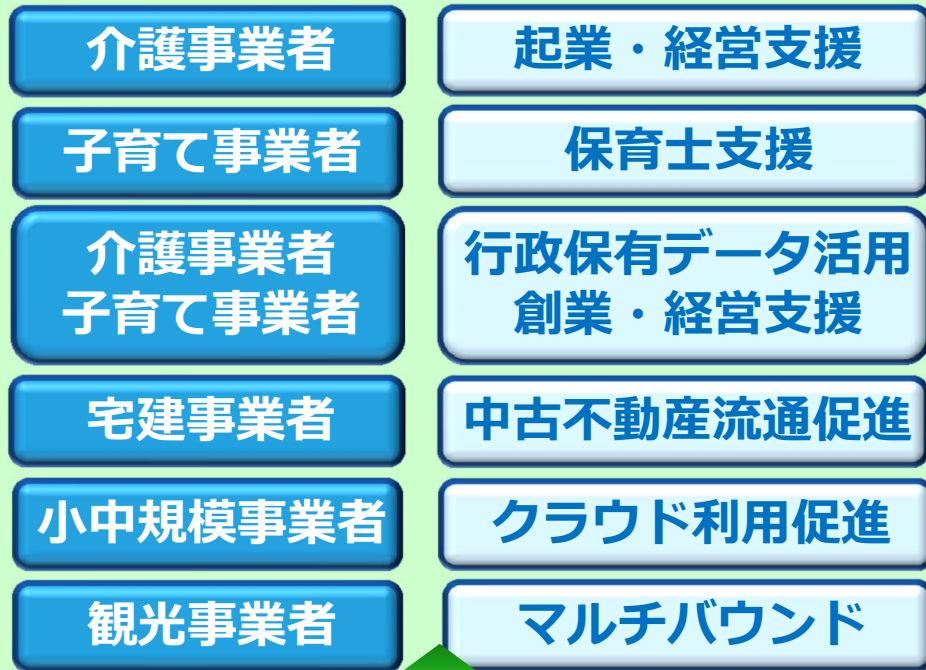 介護事業者
起業・経営支援
子育て事業者
保育士支援
介護事業者
子育て事業者
行政保有データ活用
創業・経営支援
宅建事業者
中古不動産流通促進
小中規模事業者
クラウド利用促進
観光事業者
マルチバウンド